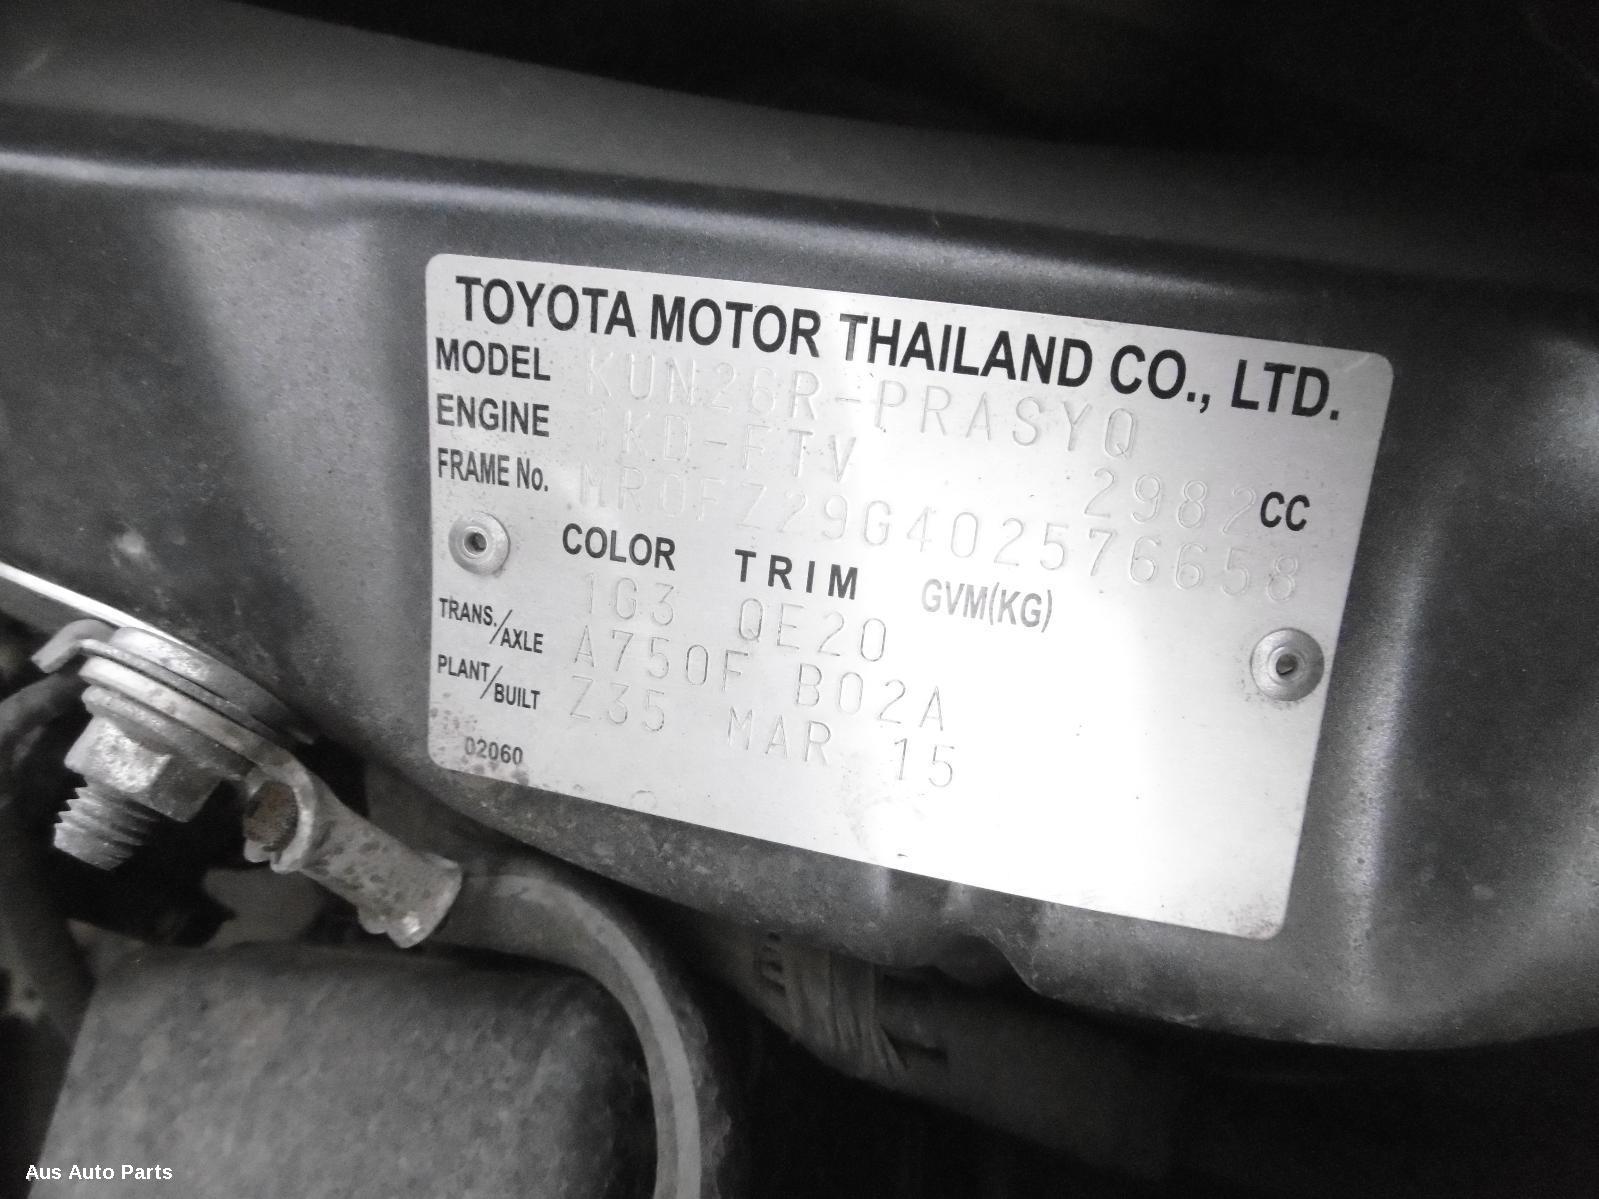 TOYOTA MOTOR THAILAND CO., LTD.
MODEL KUN26R-PRASYQ
ENGINE 1KD-FTV 2982 CC
FRAME No. MR0FZ29G402576658
COLOR TRIM GVM(KG)
1G3 QE20
TRANS./AXLE A750F B02A
PLANT/BUILT Z35 MAR 15
02060
Aus Auto Parts